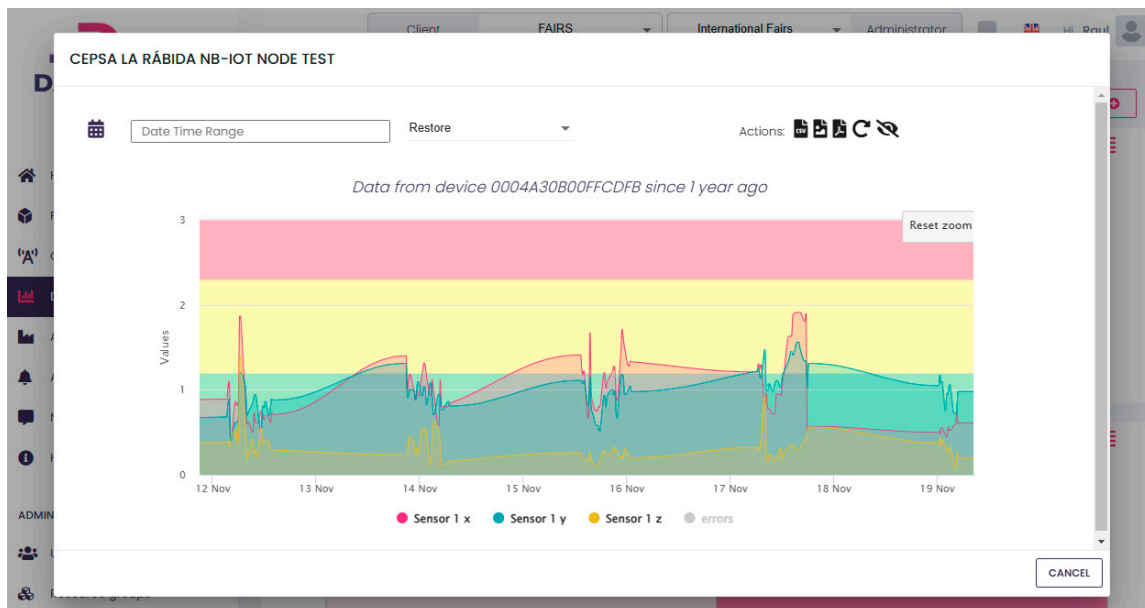 Client FAIRS International Fairs Administrator Hi, Raul
CEPSA LA RÁBIDA NB-IOT NODE TEST
Date Time Range
Restore
Actions: CSV
Data from device 0004A30B00FFCDFB since 1 year ago
Reset zoom
3
2
1
0
Values
12 Nov 13 Nov 14 Nov 15 Nov 16 Nov 17 Nov 18 Nov 19 Nov
Sensor 1 x Sensor 1 y Sensor 1 z errors
ADMIN
CANCEL